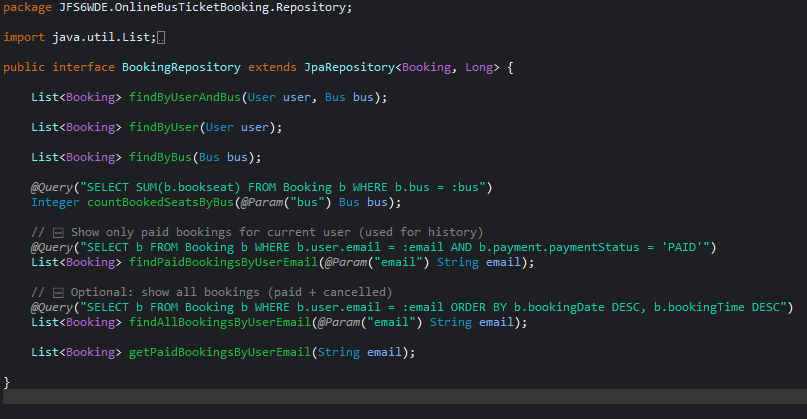 package JFS6WDE.OnlineBusTicketBooking.Repository;
import java.util.List;
public interface BookingRepository extends JpaRepository<Booking, Long> {
List<Booking> findByUserAndBus(User user, Bus bus);
List<Booking> findByUser(User user);
List<Booking> findByBus(Bus bus);
@Query("SELECT SUM(b.bookseat) FROM Booking b WHERE b.bus = :bus")
Integer countBookedSeatsByBus(@Param("bus") Bus bus);
// Show only paid bookings for current user (used for history)
@Query("SELECT b FROM Booking b WHERE b.user.email = :email AND b.payment.paymentStatus = 'PAID'")
List<Booking> findPaidBookingsByUserEmail(@Param("email") String email);
// Optional: show all bookings (paid + cancelled)
@Query("SELECT b FROM Booking b WHERE b.user.email = :email ORDER BY b.bookingDate DESC, b.bookingTime DESC")
List<Booking> findAllBookingsByUserEmail(@Param("email") String email);
List<Booking> getPaidBookingsByUserEmail(String email);
}